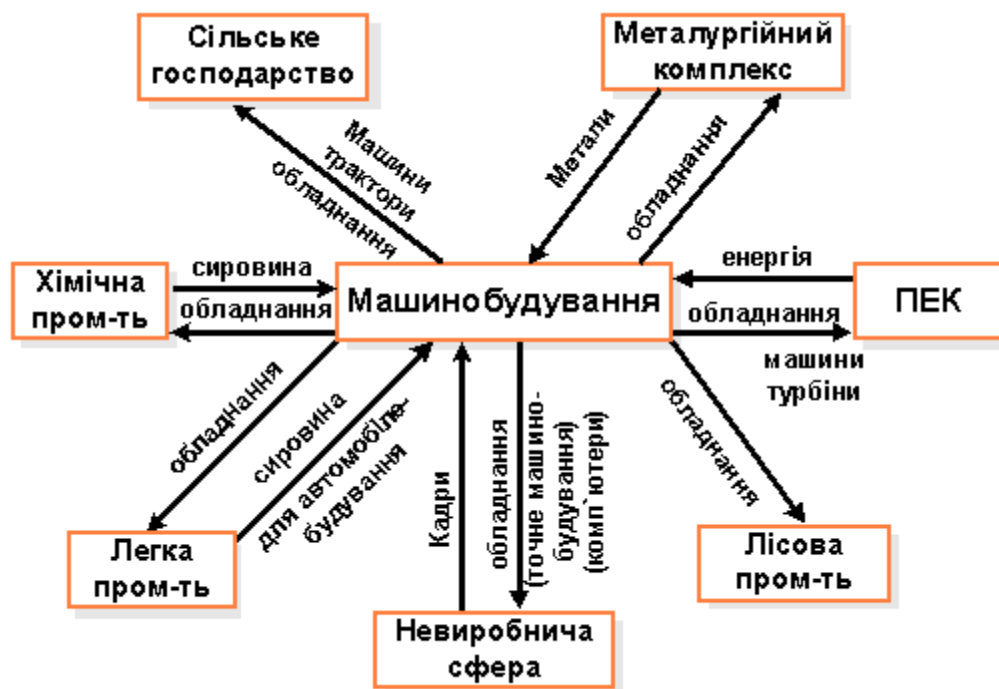 Сільське
господарство
Металургійний
комплекс
Машини
трактори
обладнання
Метали
обладнання
Хімічна
пром-ть
сировина
обладнання
Машинобудування
енергія
обладнання
машини
турбіни
ПЕК
обладнання
сировина
для автомобіле-
будування
Кадри
обладнання
(точне машино-
будування)
(комп`ютери)
обладнання
Легка
пром-ть
Невиробнича
сфера
Лісова
пром-ть